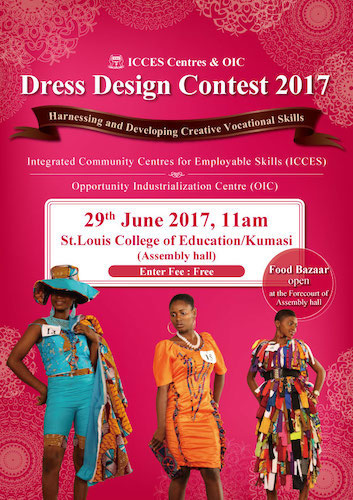 ICCES Centres & OIC
Dress Design Contest 2017
Harnessing and Developing Creative Vocational Skills
Integrated Community Centres for Employable Skills (ICCES)
Opportunity Industrialization Centre (OIC)
29th June 2017, 11am
St.Louis College of Education/Kumasi
(Assembly hall)
Enter Fee : Free
Food Bazaar
open
at the Forecourt of
Assembly hall